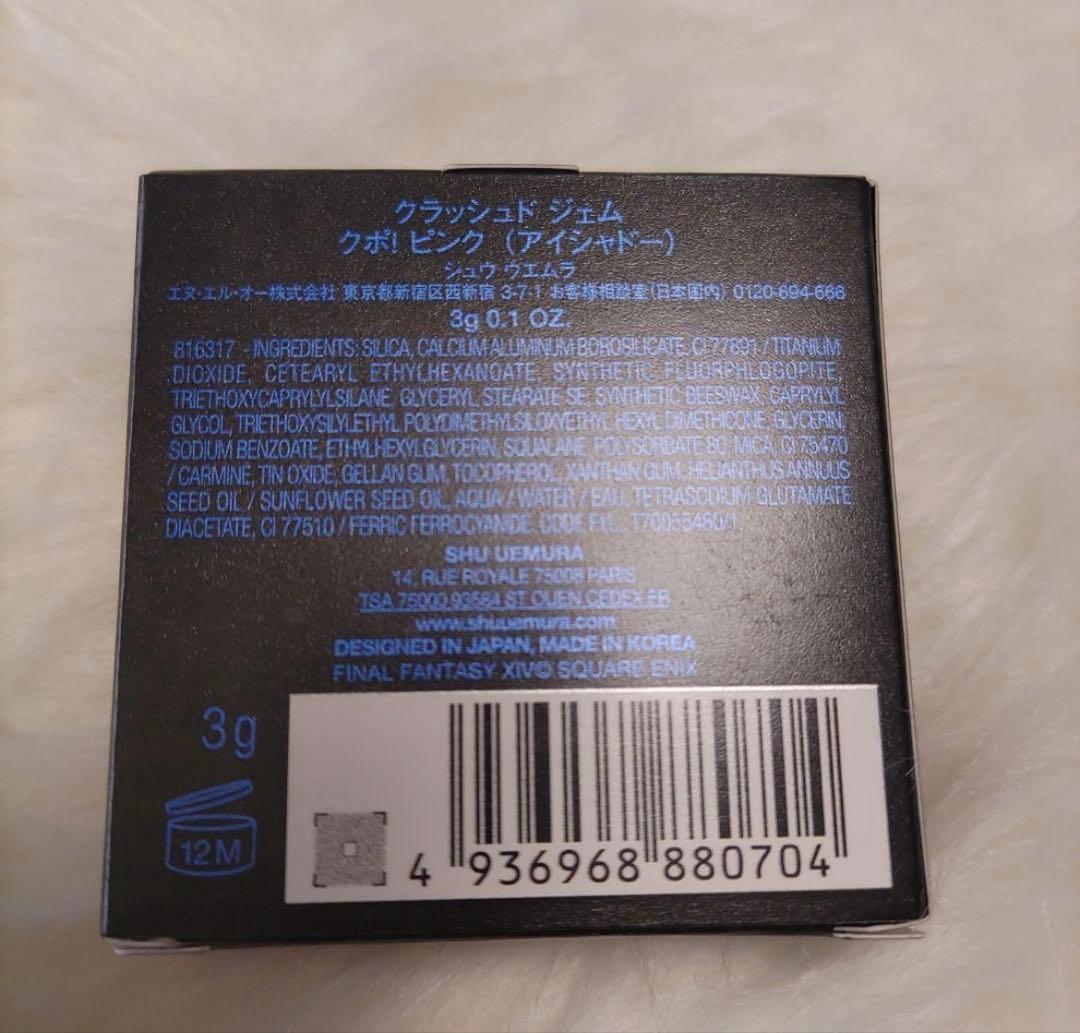 クラッシュド ジェム
クポ! ピンク (アイシャドー)
シュウ ウエムラ
エヌ・エル・オー株式会社 東京都新宿区西新宿 3-7-1 お客様相談室(日本国内) 0120-694-666
3g 0.1 OZ.
816317 - INGREDIENTS: SILICA, CALCIUM ALUMINUM BOROSILICATE, CI 77891 / TITANIUM
DIOXIDE, CETEARYL ETHYLHEXANOATE, SYNTHETIC FLUORPHLOGOPITE,
TRIETHOXYCAPRYLYLSILANE, GLYCERYL STEARATE SE, SYNTHETIC BEESWAX, CAPRYLYL
GLYCOL, TRIETHOXYSILYLETHYL POLYDIMETHYLSILOXYETHYL HEXYL DIMETHICONE, GLYCERIN,
SODIUM BENZOATE, ETHYLHEXYLGLYCERIN, SQUALANE, POLYSORBATE 80, MICA, CI 75470
/ CARMINE, TIN OXIDE, GELLAN GUM, TOCOPHEROL, XANTHAN GUM, HELIANTHUS ANNUUS
SEED OIL / SUNFLOWER SEED OIL, AQUA / WATER / EAU, TETRASODIUM GLUTAMATE
DIACETATE, CI 77510 / FERRIC FERROCYANIDE. CODE F.I.L. T70055480/1
SHU UEMURA
14, RUE ROYALE 75008 PARIS
TSA 75000 93584 ST OUEN CEDEX FR
www.shuuemura.com
DESIGNED IN JAPAN, MADE IN KOREA
FINAL FANTASY XIV© SQUARE ENIX
3g
12M
4 936968 880704